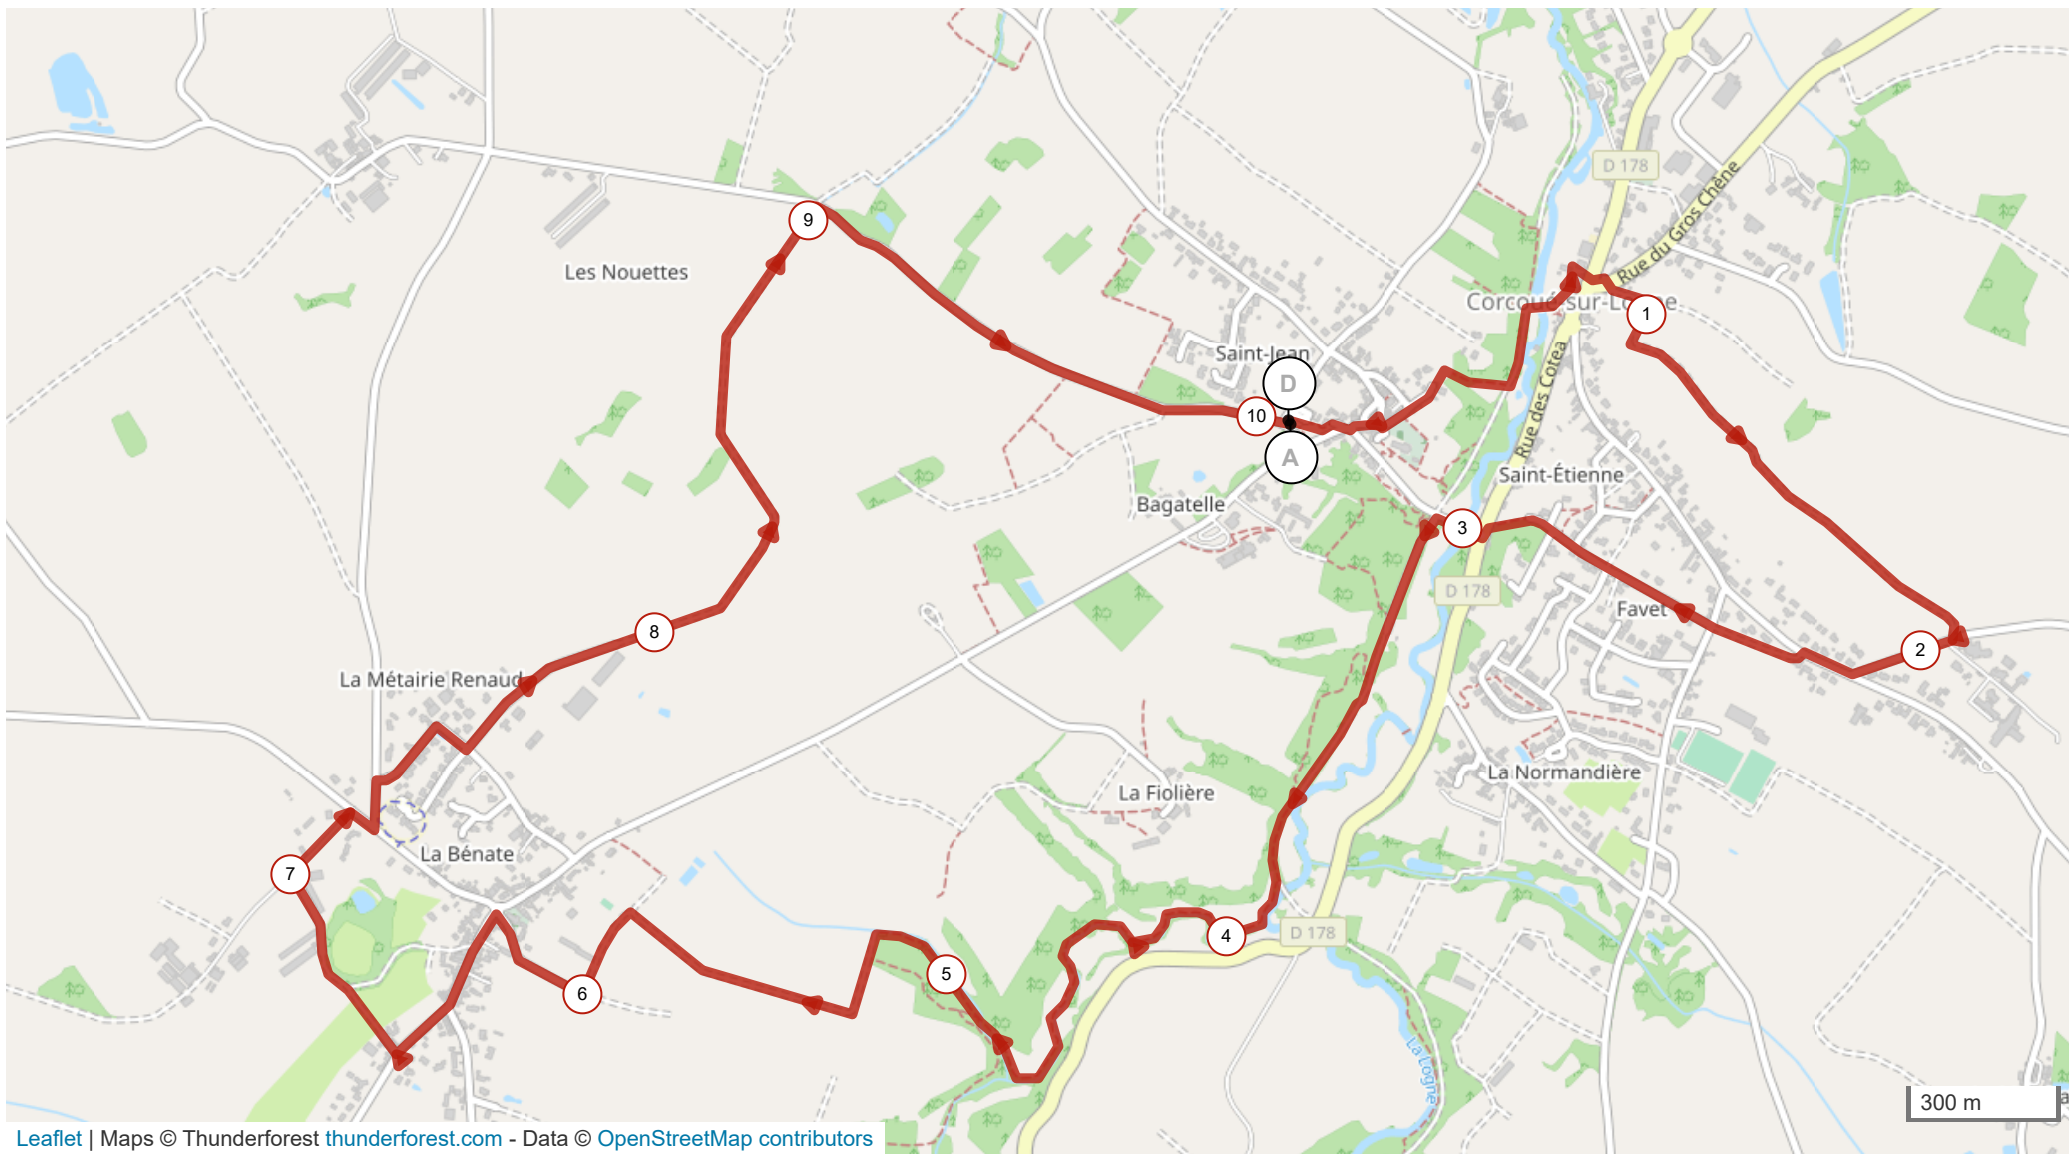 D 178
Rue du Gros Chêne
9
Les Nouettes
Corcoué-sur-Logne
1
Saint-Jean
D
10
A
Rue des Cotea
Saint-Étienne
Bagatelle
3
D 178
Favet
8
2
La Métairie Renaud
La Normandière
La Fiolière
La Bénate
7
4
D 178
5
6
La Logne
300 m
Leaflet | Maps © Thunderforest thunderforest.com - Data © OpenStreetMap contributors